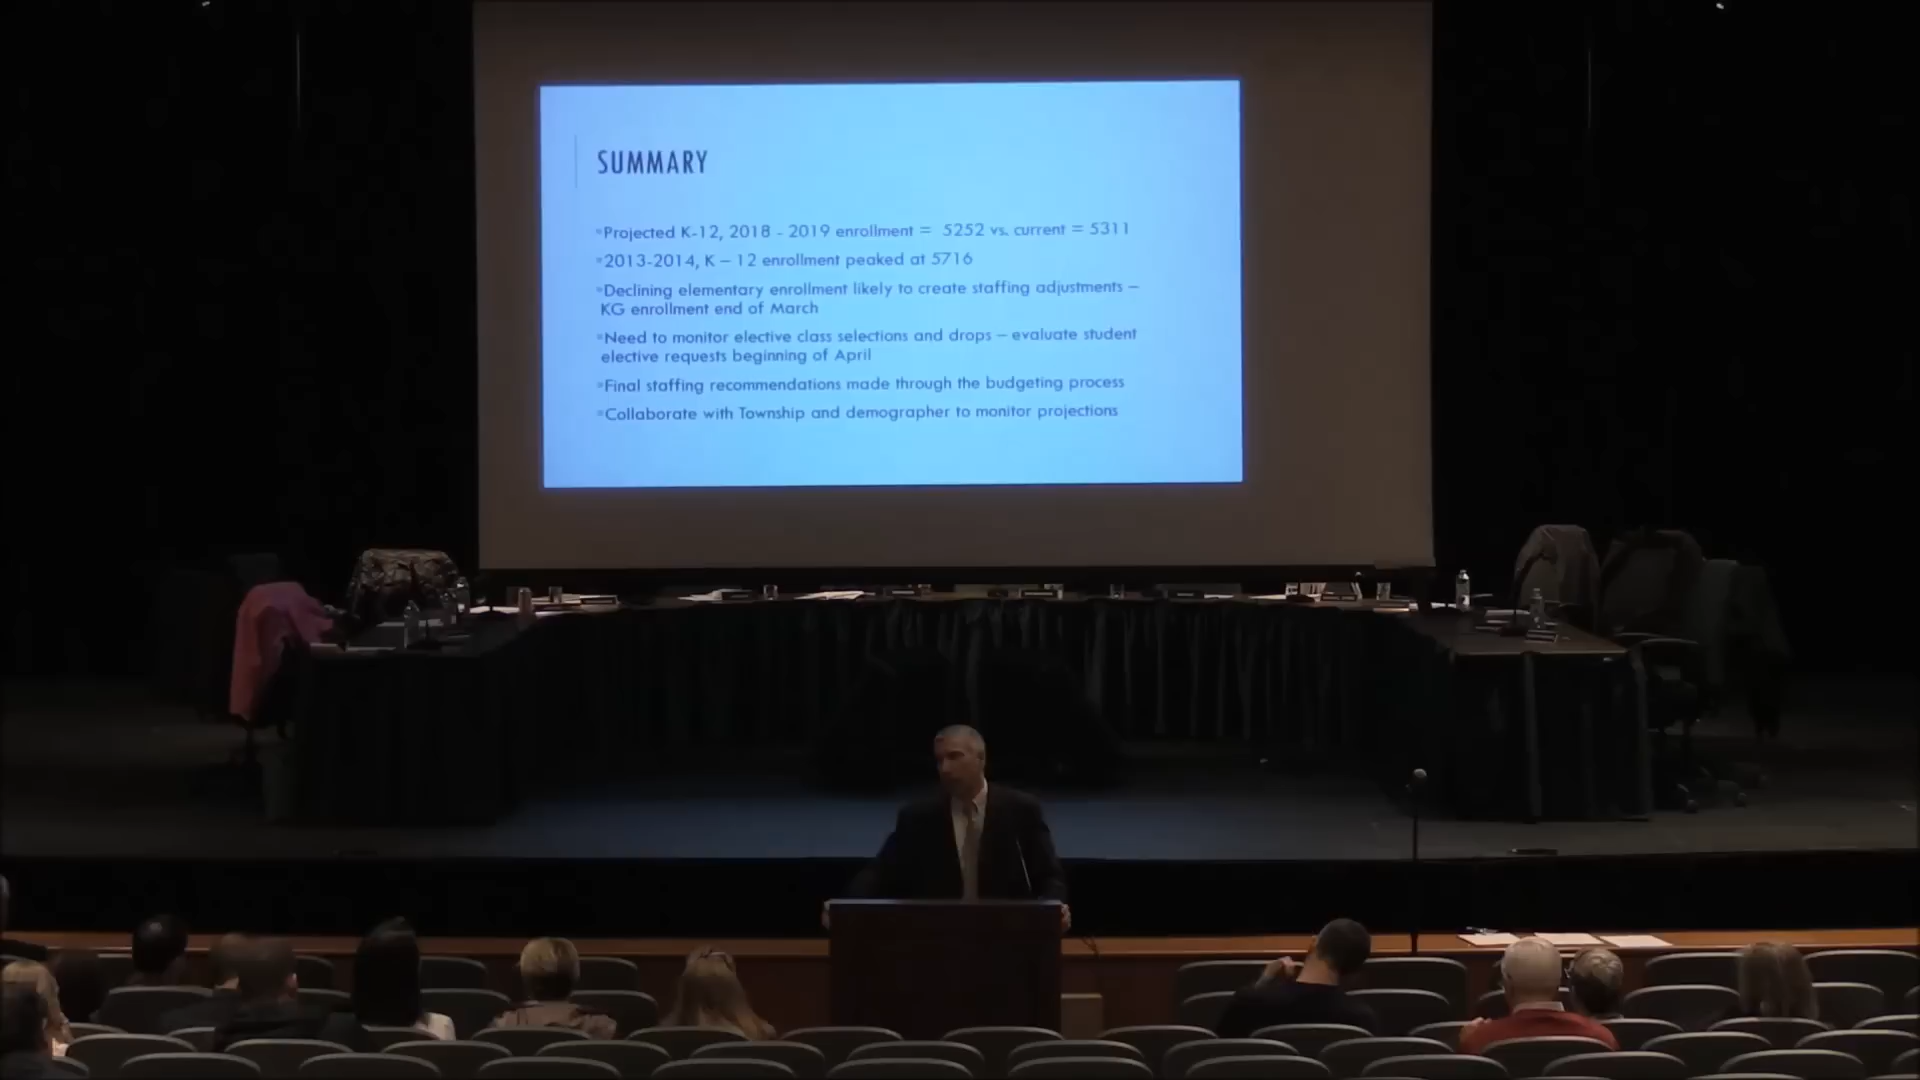 SUMMARY
Projected K-12, 2018 - 2019 enrollment = 5252 vs. current = 5311
2013-2014, K – 12 enrollment peaked at 5716
Declining elementary enrollment likely to create staffing adjustments –
KG enrollment end of March
Need to monitor elective class selections and drops – evaluate student
elective requests beginning of April
Final staffing recommendations made through the budgeting process
Collaborate with Township and demographer to monitor projections